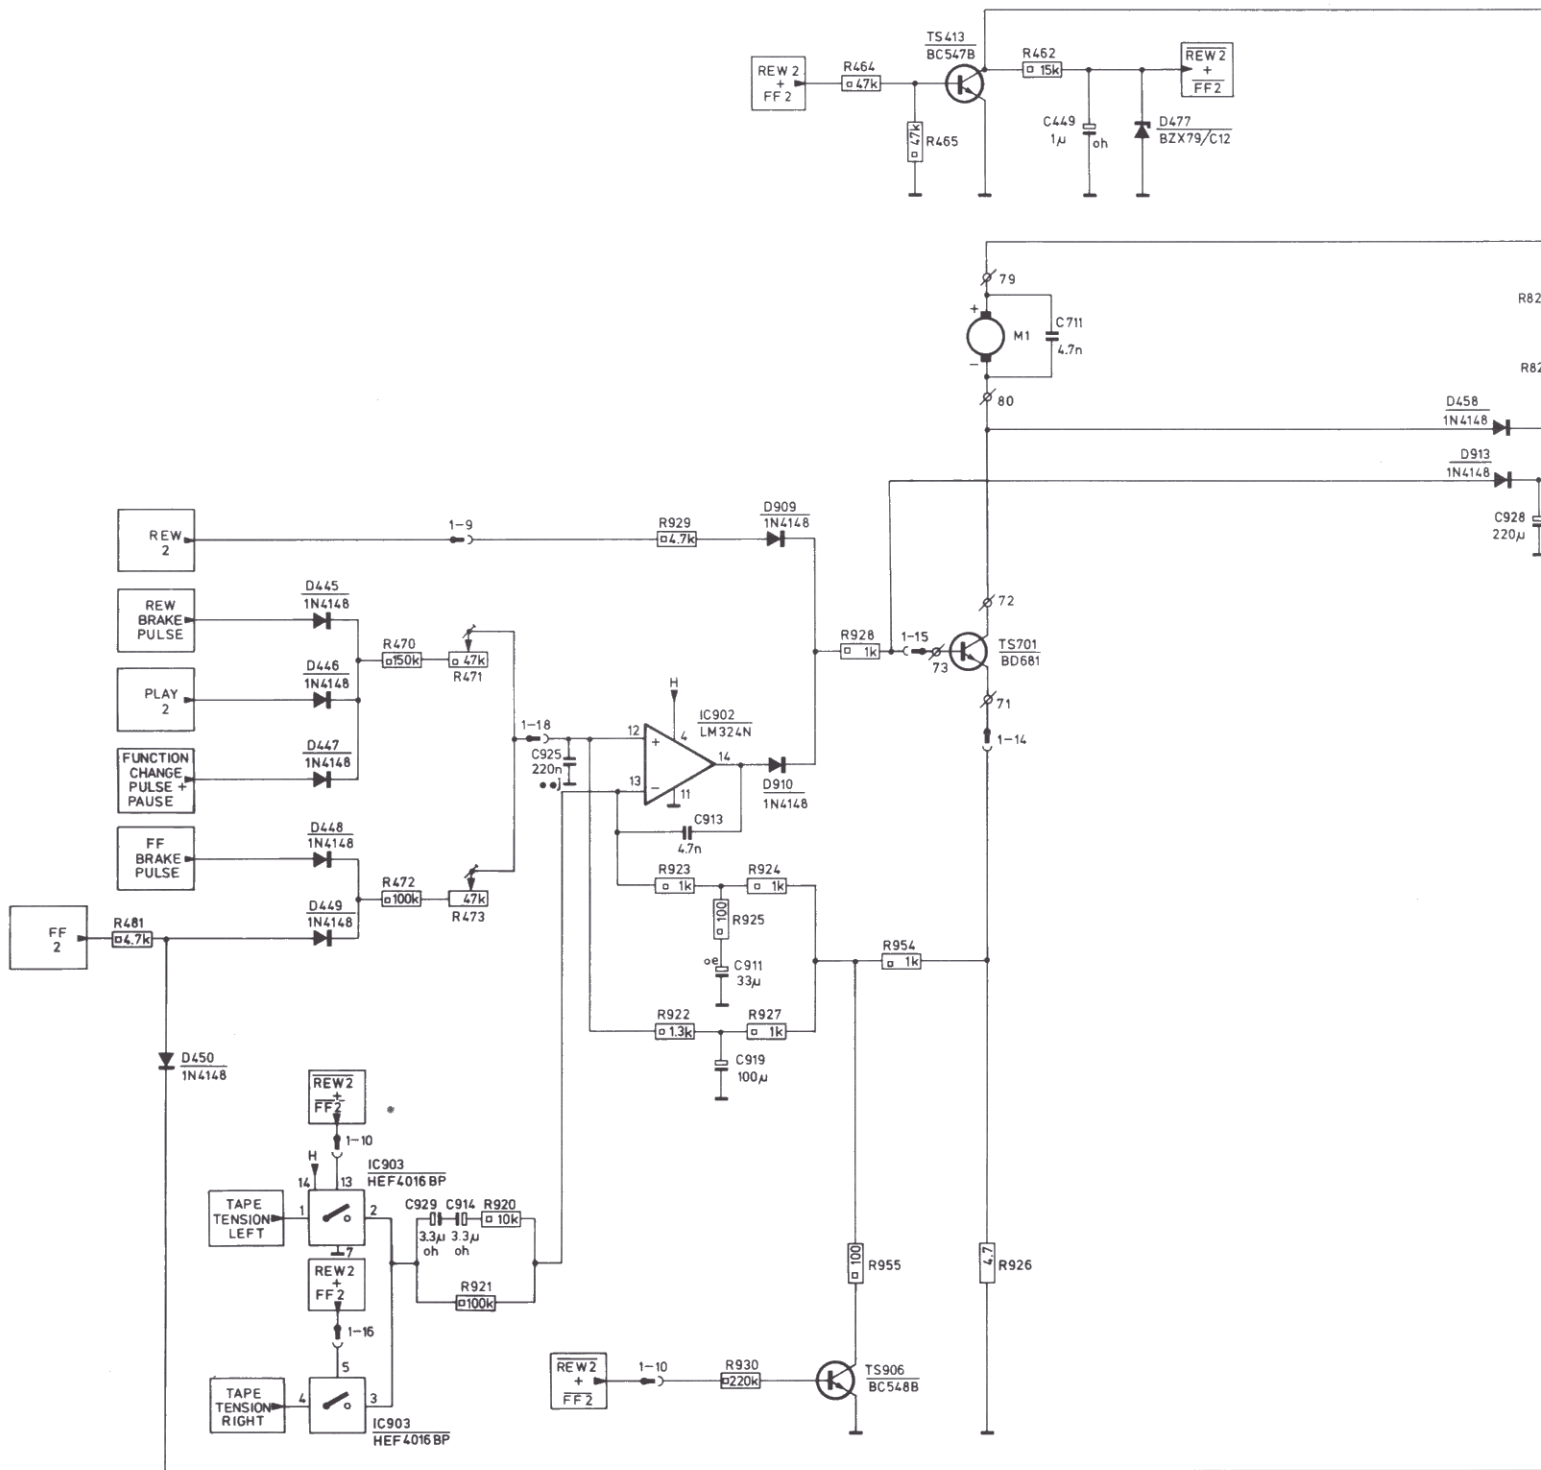 TS413
BC547B
REW 2
+
FF 2
R464
47k
47k
R465
R462
15k
REW2
+
FF2
C449
1µ
oh
D477
BZX79/C12
79
+
M1
-
C711
4.7n
80
R82
R82
D458
1N4148
D913
1N4148
C928
220µ
REW
2
1-9
R929
4.7k
D909
1N4148
REW
BRAKE
PULSE
D445
1N4148
R470
150k
47k
R471
PLAY
2
D446
1N4148
FUNCTION
CHANGE
PULSE +
PAUSE
D447
1N4148
FF
BRAKE
PULSE
D448
1N4148
R472
100k
47k
R473
FF
2
R481
4.7k
D449
1N4148
D450
1N4148
1-18
C925
220n
12
+
13
-
H
4
11
IC902
LM324N
14
D910
1N4148
C913
4.7n
R928
1k
1-15
73
72
TS701
BD681
71
1-14
R923
1k
R924
1k
100
R925
oe
C911
33µ
R922
1.3k
R927
1k
C919
100µ
R954
1k
REW2
+
FF2
1-10
H
14
13
IC903
HEF4016BP
TAPE
TENSION
LEFT
1
2
7
REW2
+
FF2
1-16
5
TAPE
TENSION
RIGHT
4
3
IC903
HEF4016BP
C929
3.3µ
oh
C914
3.3µ
oh
R920
10k
R921
100k
REW2
+
FF2
1-10
R930
220k
TS906
BC548B
100
R955
4.7
R926